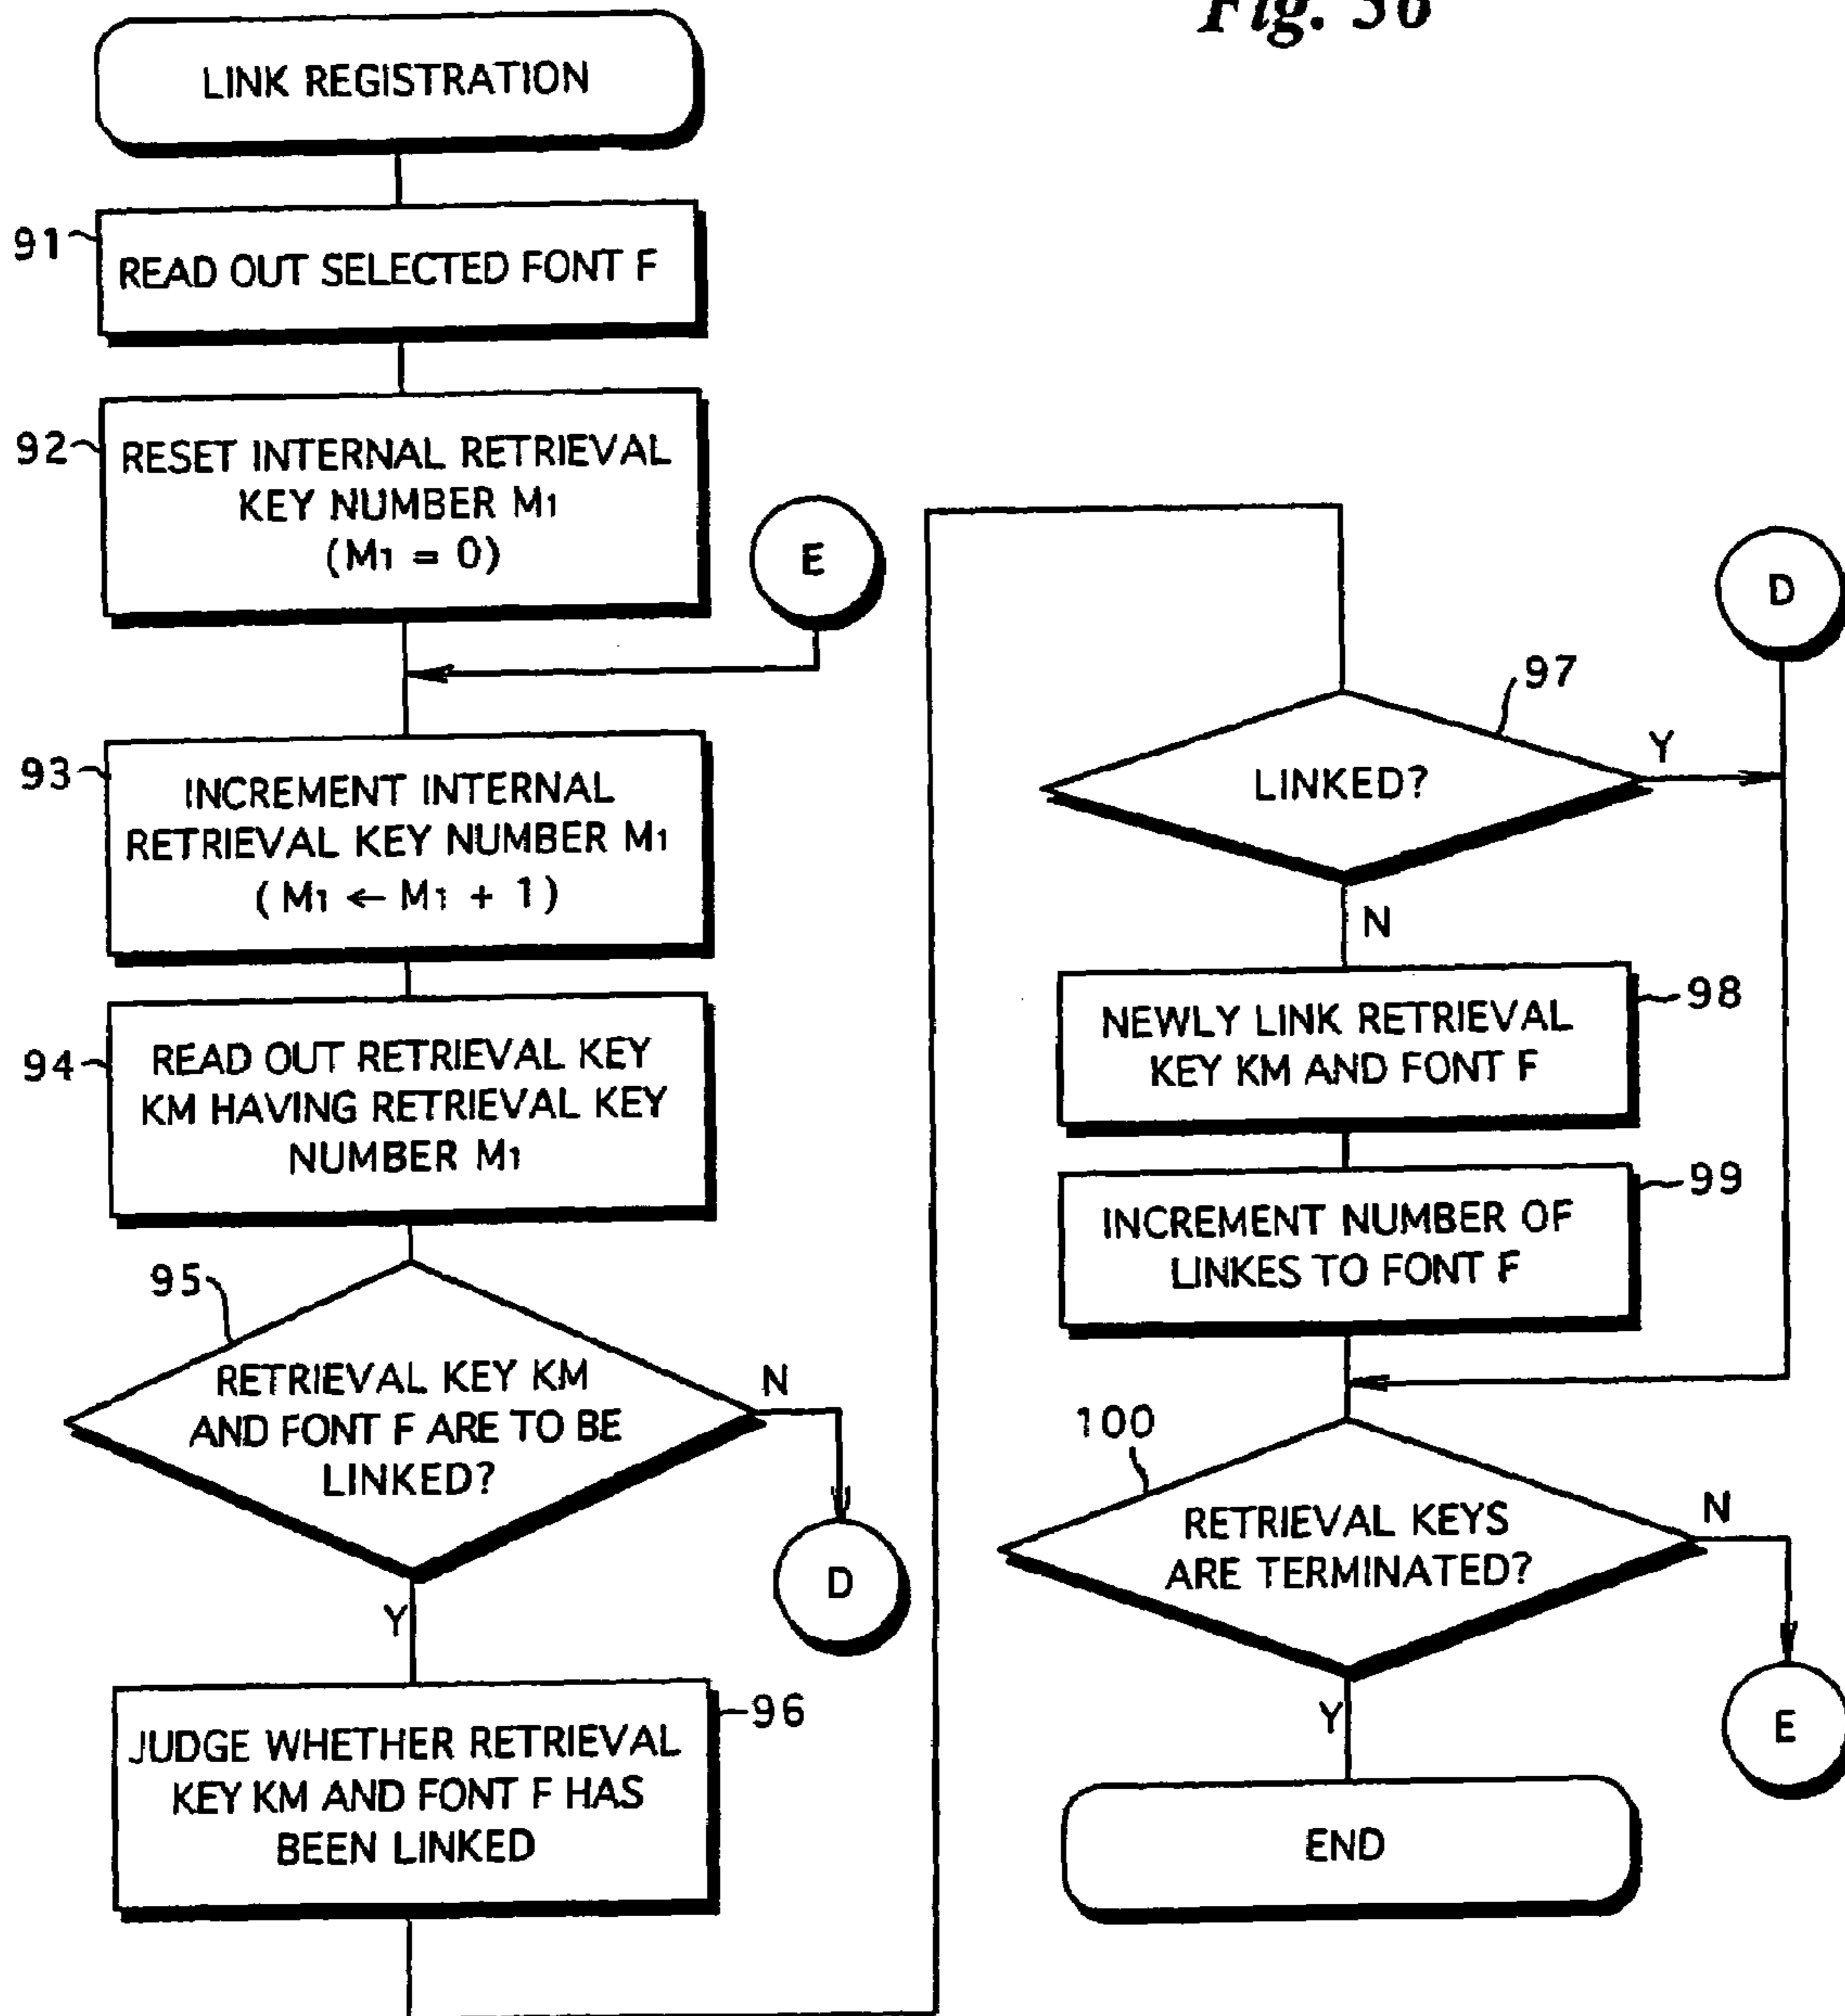 Fig. 56
LINK REGISTRATION
91
READ OUT SELECTED FONT F
92
RESET INTERNAL RETRIEVAL
KEY NUMBER M1
(M1 = 0)
E
93
INCREMENT INTERNAL
RETRIEVAL KEY NUMBER M1
( M1 ← M1 + 1 )
94
READ OUT RETRIEVAL KEY
KM HAVING RETRIEVAL KEY
NUMBER M1
95
RETRIEVAL KEY KM
AND FONT F ARE TO BE
LINKED?
N
D
Y
96
JUDGE WHETHER RETRIEVAL
KEY KM AND FONT F HAS
BEEN LINKED
D
97
LINKED?
Y
N
98
NEWLY LINK RETRIEVAL
KEY KM AND FONT F
99
INCREMENT NUMBER OF
LINKES TO FONT F
100
RETRIEVAL KEYS
ARE TERMINATED?
N
E
Y
END